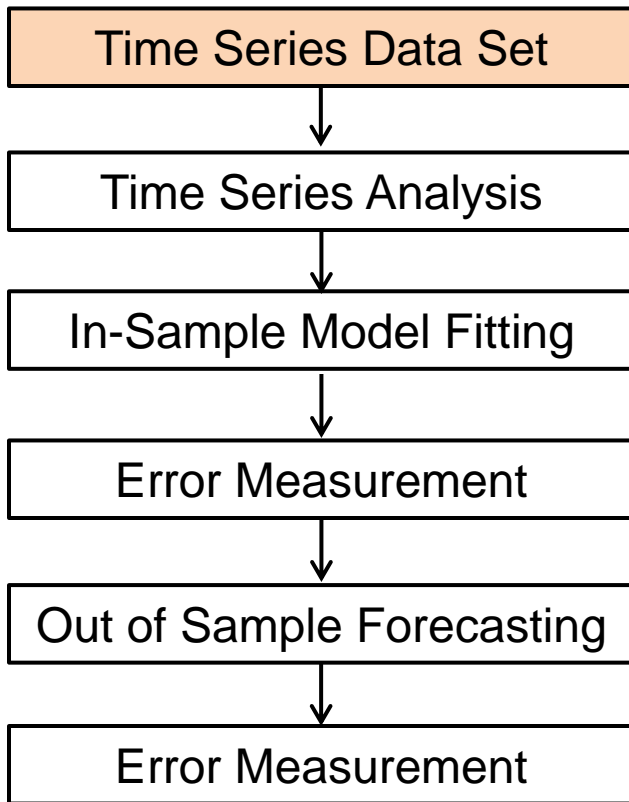 Time Series Data Set
Time Series Analysis
In-Sample Model Fitting
Error Measurement
Out of Sample Forecasting
Error Measurement